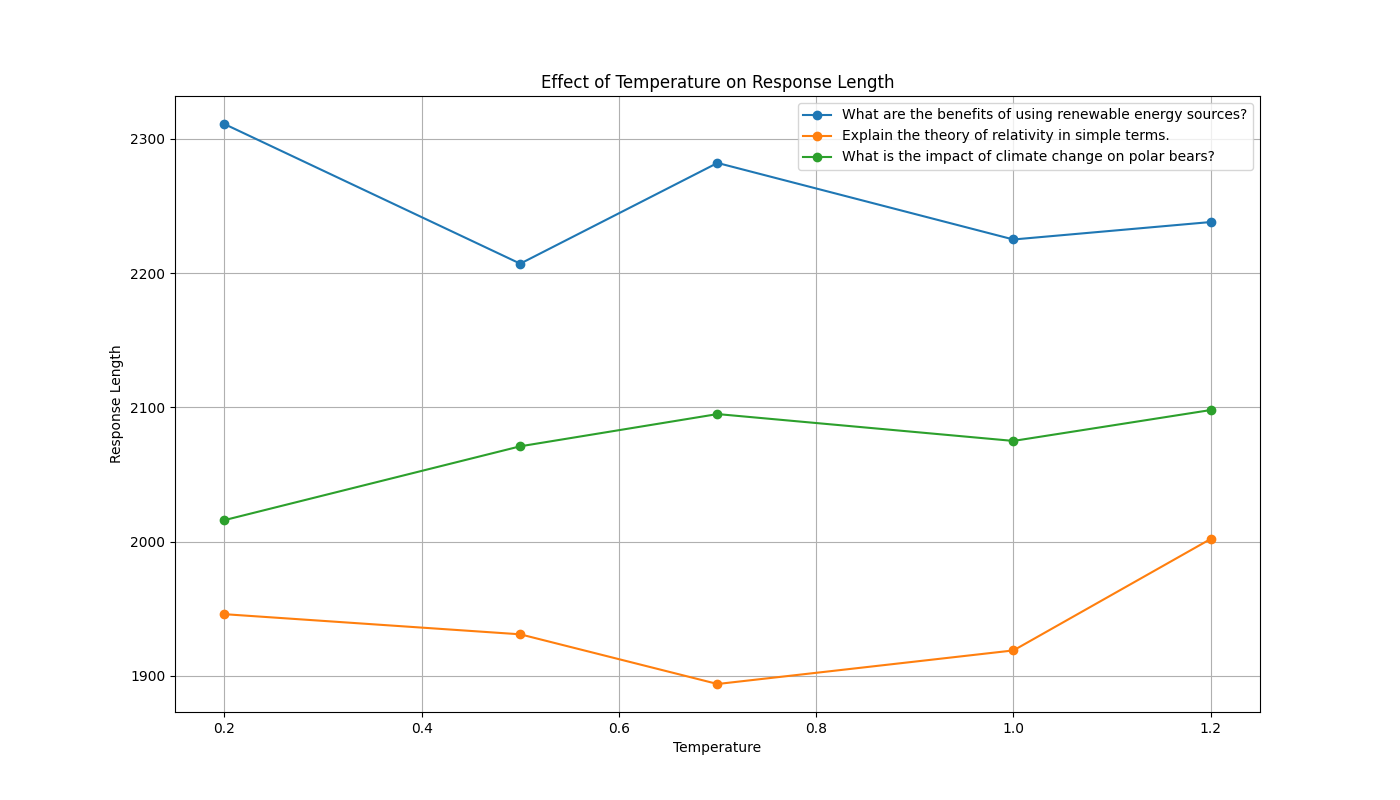 Effect of Temperature on Response Length
What are the benefits of using renewable energy sources?
Explain the theory of relativity in simple terms.
What is the impact of climate change on polar bears?
Response Length
2300
2200
2100
2000
1900
0.2 0.4 0.6 0.8 1.0 1.2
Temperature